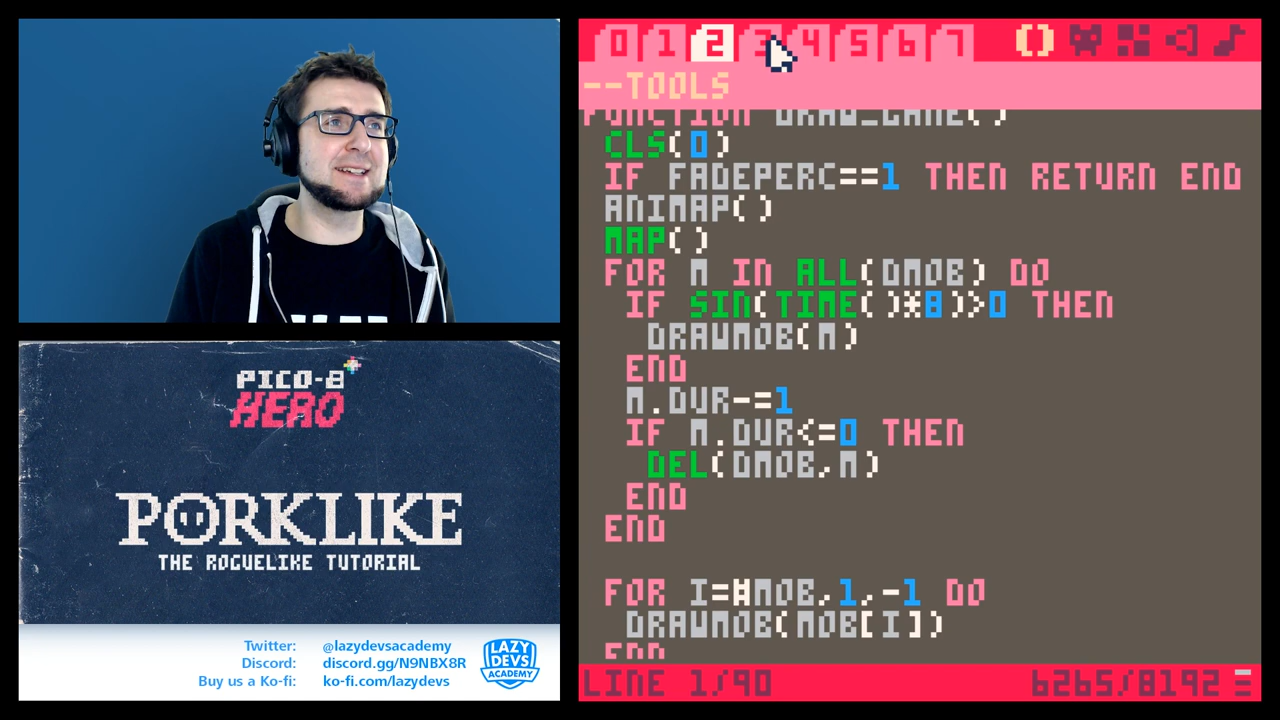 PICO-8
HERO
PORKLIKE
THE ROGUELIKE TUTORIAL
Twitter: @lazydevsacademy
Discord: discord.gg/N9NBX8R
Buy us a Ko-fi: ko-fi.com/lazydevs
LAZY
DEVS
ACADEMY
0 1 2 3 4 5 6 7
--TOOLS
FUNCTION DRAW_GAME()
CLS(0)
IF FADEPERC==1 THEN RETURN END
ANIMAP()
MAP()
FOR M IN ALL(DMOB) DO
IF SIN(TIME()*8)>0 THEN
DRAWMOB(M)
END
M.DUR-=1
IF M.DUR<=0 THEN
DEL(DMOB,M)
END
END
FOR I=#MOB,1,-1 DO
DRAWMOB(MOB[I])
END
LINE 1/90
6265/8192